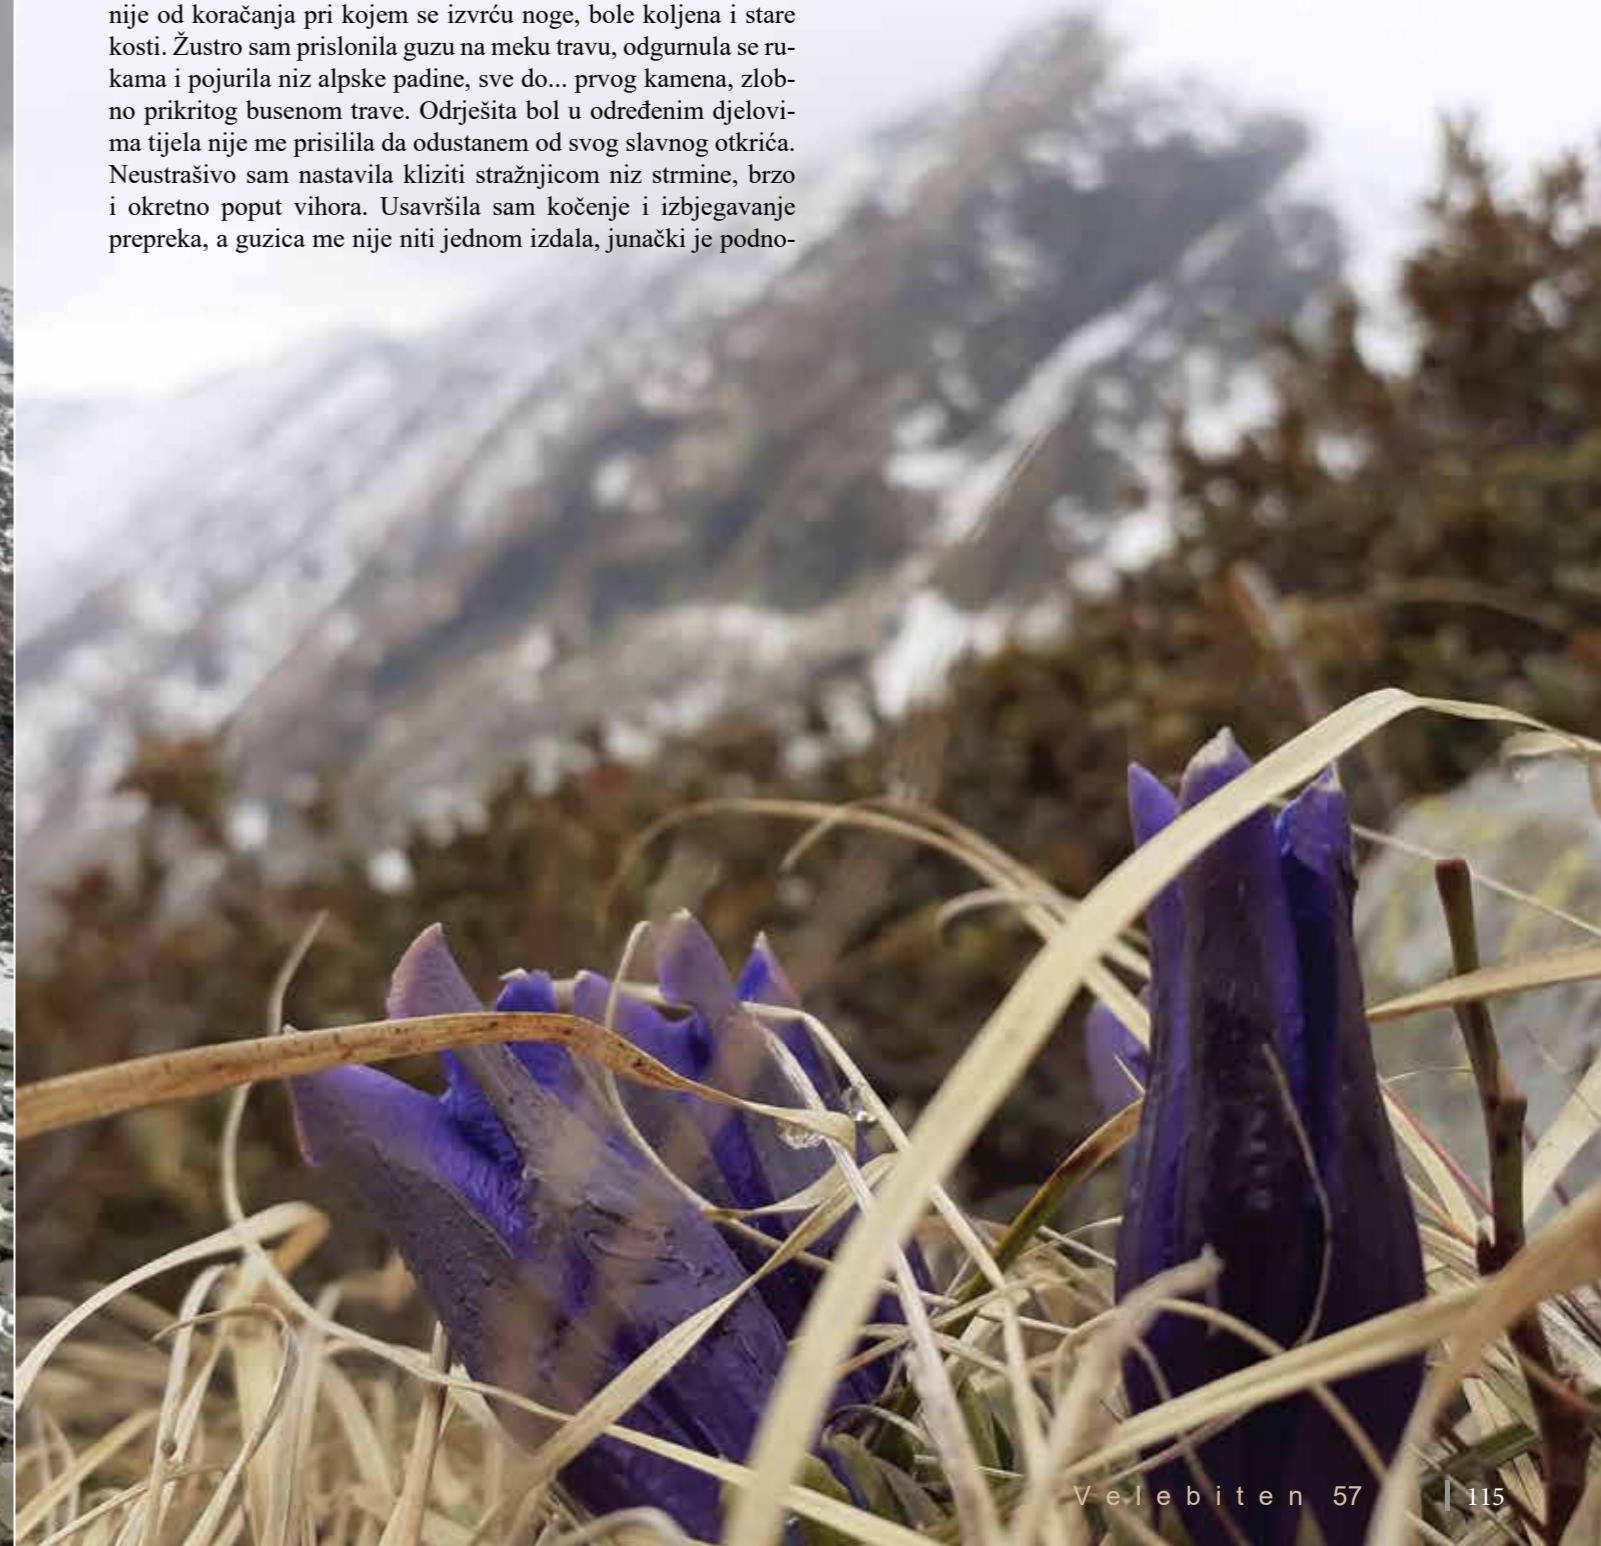 nije od koračanja pri kojem se izvrću noge, bole koljena i stare
kosti. Žustro sam prislonila guzu na meku travu, odgurnula se ru-
kama i pojurila niz alpske padine, sve do... prvog kamena, zlob-
no prikritog busenom trave. Odrješita bol u određenim djelovi-
ma tijela nije me prisilila da odustanem od svog slavnog otkrića.
Neustrašivo sam nastavila kliziti stražnjicom niz strmine, brzo
i okretno poput vihora. Usavršila sam kočenje i izbjegavanje
prepreka, a guzica me nije niti jednom izdala, junački je podno-
Velebiten 57 | 115